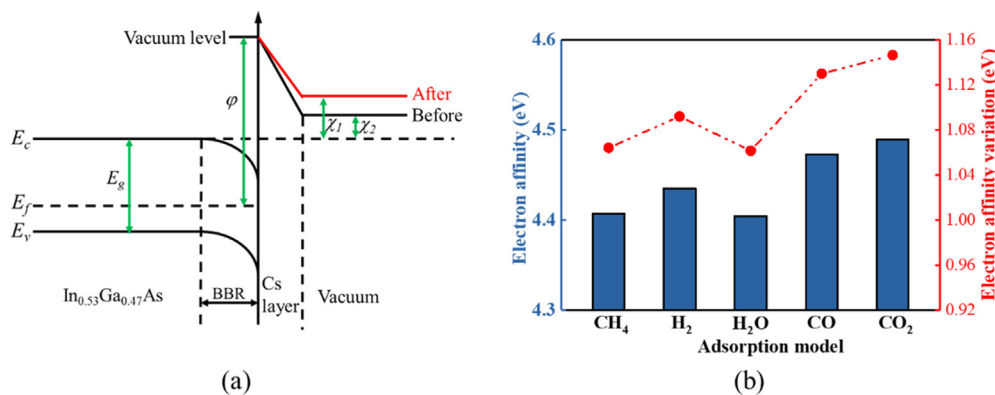 Vacuum level
φ
After
Before
χ1 χ2
Ec
Eg
Ef
Ev
In0.53Ga0.47As
BBR
Cs
layer
Vacuum
(a)
Electron affinity (eV)
4.6
4.5
4.4
4.3
CH4 H2 H2O CO CO2
Adsorption model
1.16
1.12
1.08
1.04
1.00
0.96
0.92
Electron affinity variation (eV)
(b)